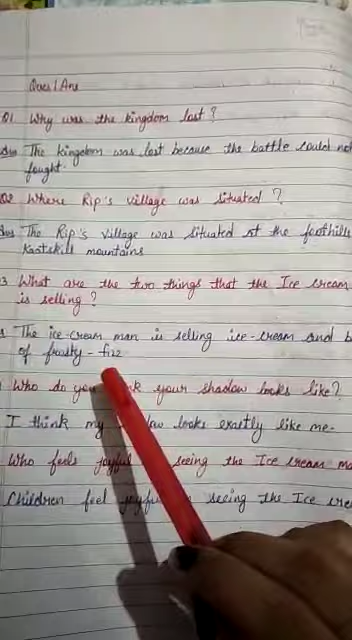 Ques/Ans
Q1 Why was the kingdom lost?
Ans The kingdom was lost because the battle could not
fought.
Q2 Where Rip's village was situated?
Ans The Rip's village was situated at the foothills
Kaatskill mountains
3 What are the two things that the Ice cream
is selling?
The ice-cream man is selling ice-cream and b
of frosty-fizz
Who do you your shadow looks like?
I think my looks exactly like me.
Who feels joyful seeing the Ice cream ma
Children feel seeing the Ice cre